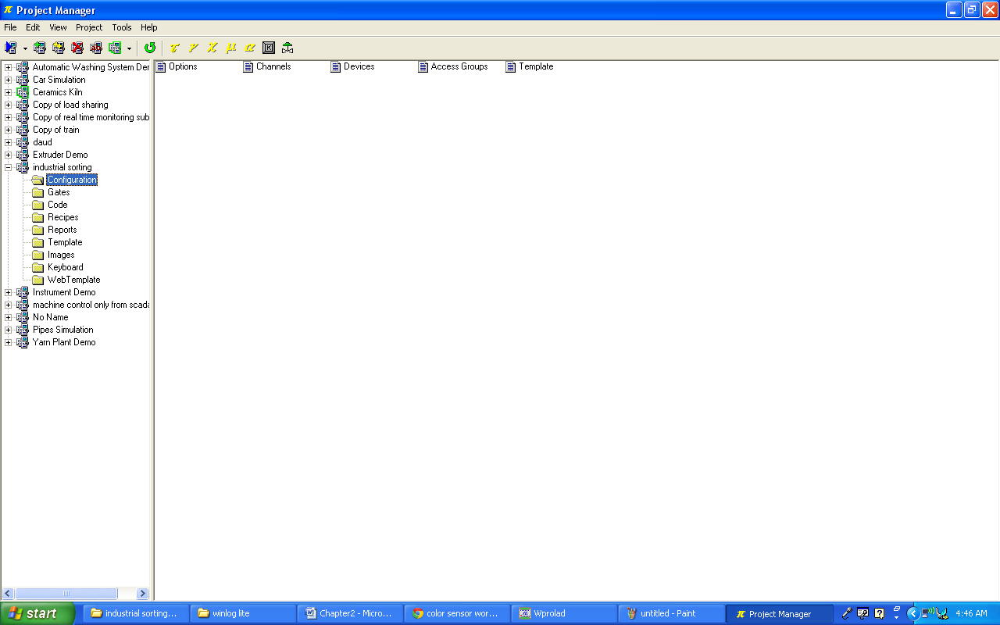 Project Manager
File Edit View Project Tools Help
Options Channels Devices Access Groups Template
Automatic Washing System Der
Car Simulation
Ceramics Kiln
Copy of load sharing
Copy of real time monitoring sub
Copy of train
daud
Extruder Demo
industrial sorting
Configuration
Gates
Code
Recipes
Reports
Template
Images
Keyboard
WebTemplate
Instrument Demo
machine control only from scada
No Name
Pipes Simulation
Yarn Plant Demo
start industrial sorting... winlog lite Chapter2 - Micro... color sensor wor... Wprolad untitled - Paint Project Manager 4:46 AM